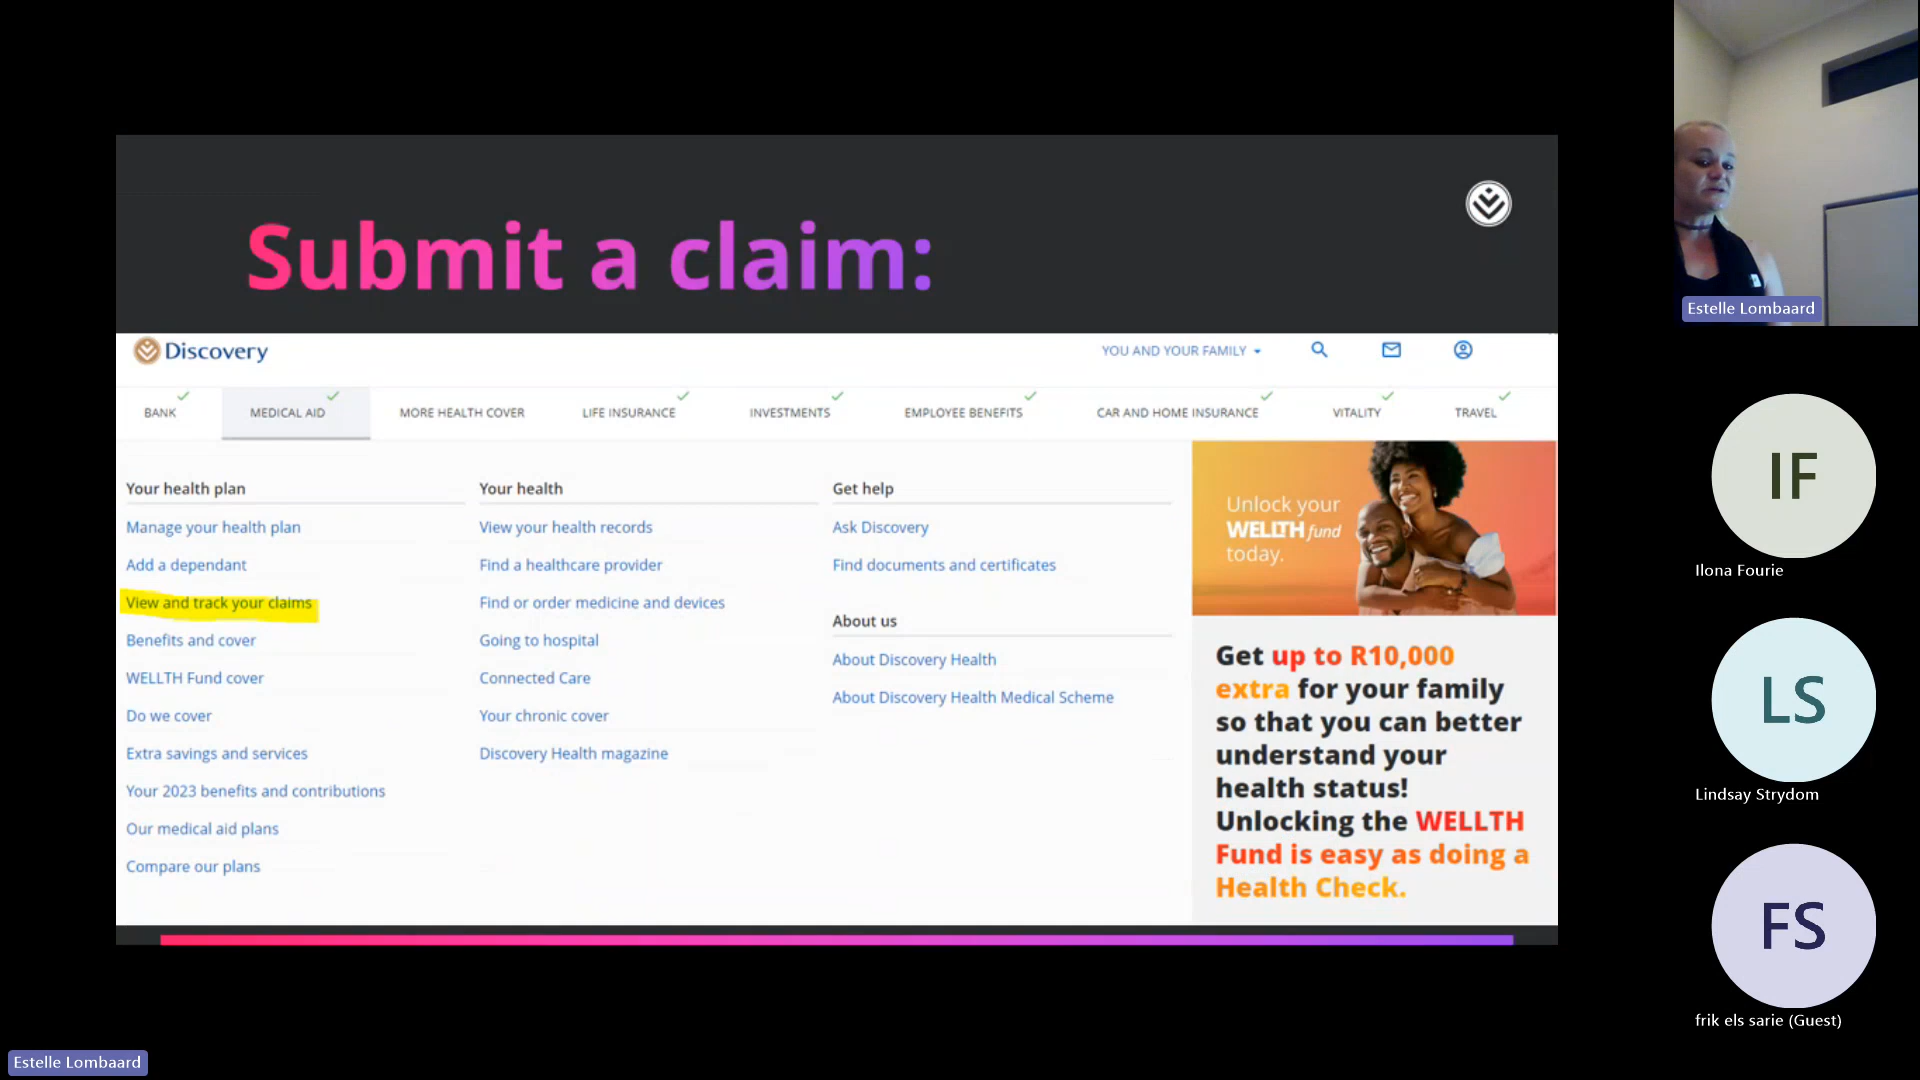 Submit a claim:
Discovery
YOU AND YOUR FAMILY
BANK
MEDICAL AID
MORE HEALTH COVER
LIFE INSURANCE
INVESTMENTS
EMPLOYEE BENEFITS
CAR AND HOME INSURANCE
VITALITY
TRAVEL
Your health plan
Manage your health plan
Add a dependant
View and track your claims
Benefits and cover
WELLTH Fund cover
Do we cover
Extra savings and services
Your 2023 benefits and contributions
Our medical aid plans
Compare our plans
Your health
View your health records
Find a healthcare provider
Find or order medicine and devices
Going to hospital
Connected Care
Your chronic cover
Discovery Health magazine
Get help
Ask Discovery
Find documents and certificates
About us
About Discovery Health
About Discovery Health Medical Scheme
Unlock your
WELLTH fund
today.
Get up to R10,000
extra for your family
so that you can better
understand your
health status!
Unlocking the WELLTH
Fund is easy as doing a
Health Check.
Estelle Lombaard
IF
Ilona Fourie
LS
Lindsay Strydom
FS
frik els sarie (Guest)
Estelle Lombaard